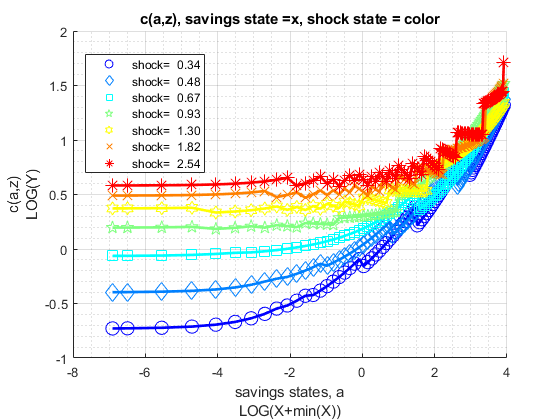 c(a,z), savings state =x, shock state = color
2
1.5
1
0.5
0
-0.5
-1
c(a,z)
LOG(Y)
shock= 0.34
shock= 0.48
shock= 0.67
shock= 0.93
shock= 1.30
shock= 1.82
shock= 2.54
-8 -6 -4 -2 0 2 4
savings states, a
LOG(X+min(X))